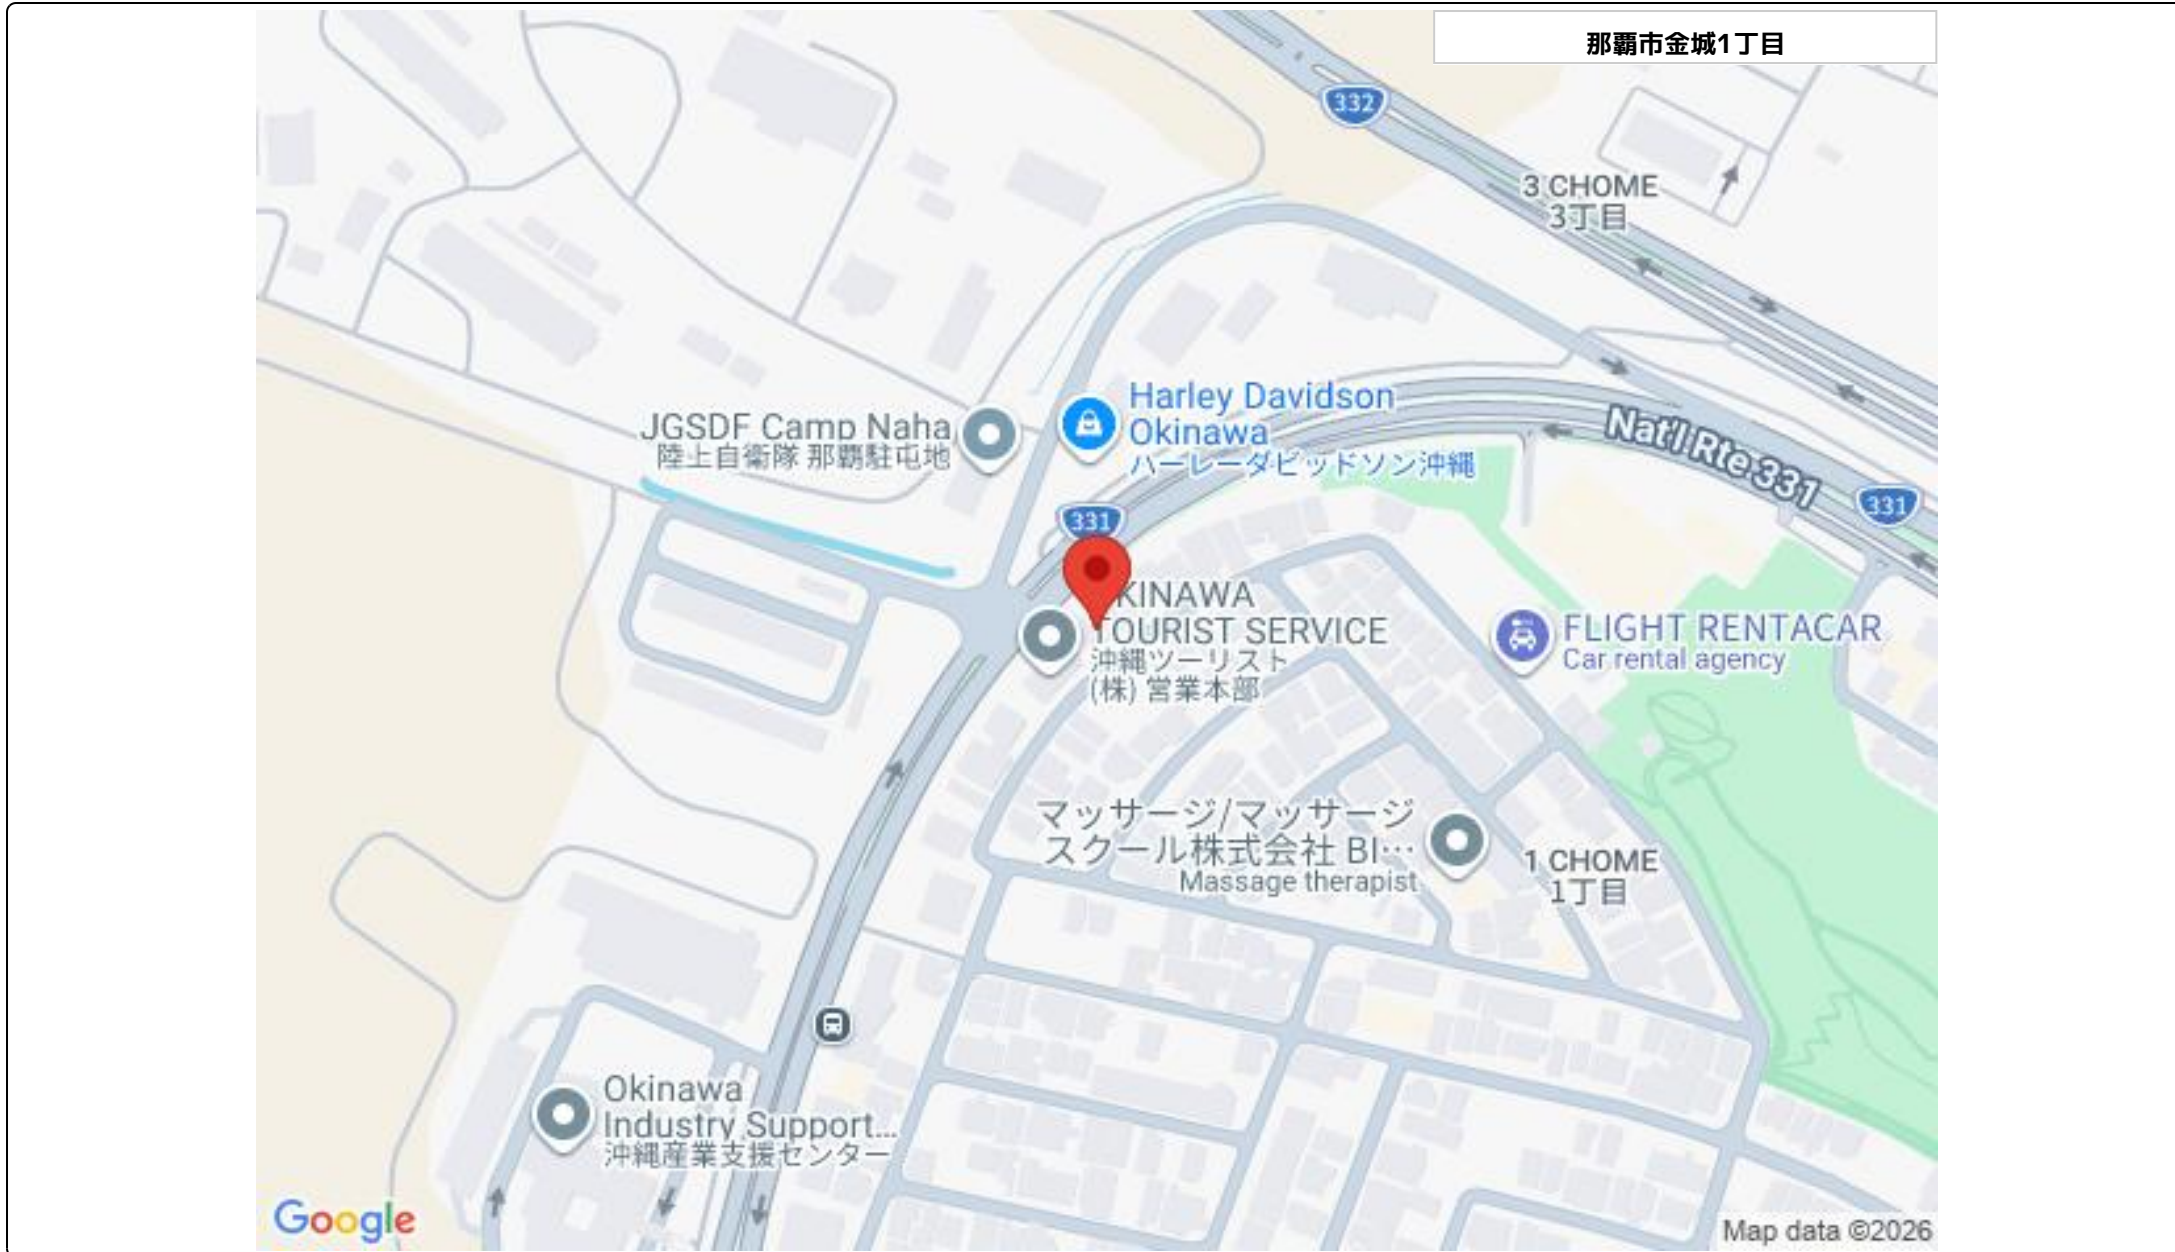 那覇市金城1丁目
332
3 CHOME
3丁目
Harley Davidson
Okinawa
ハーレーダビッドソン沖縄
JGSDF Camp Naha
陸上自衛隊 那覇駐屯地
Nat'l Rte 331
331
331
KINAWA
TOURIST SERVICE
沖縄ツーリスト
(株) 営業本部
FLIGHT RENTACAR
Car rental agency
マッサージ/マッサージ
スクール株式会社 BI…
Massage therapist
1 CHOME
1丁目
Okinawa
Industry Support...
沖縄産業支援センター
Google
Map data ©2026